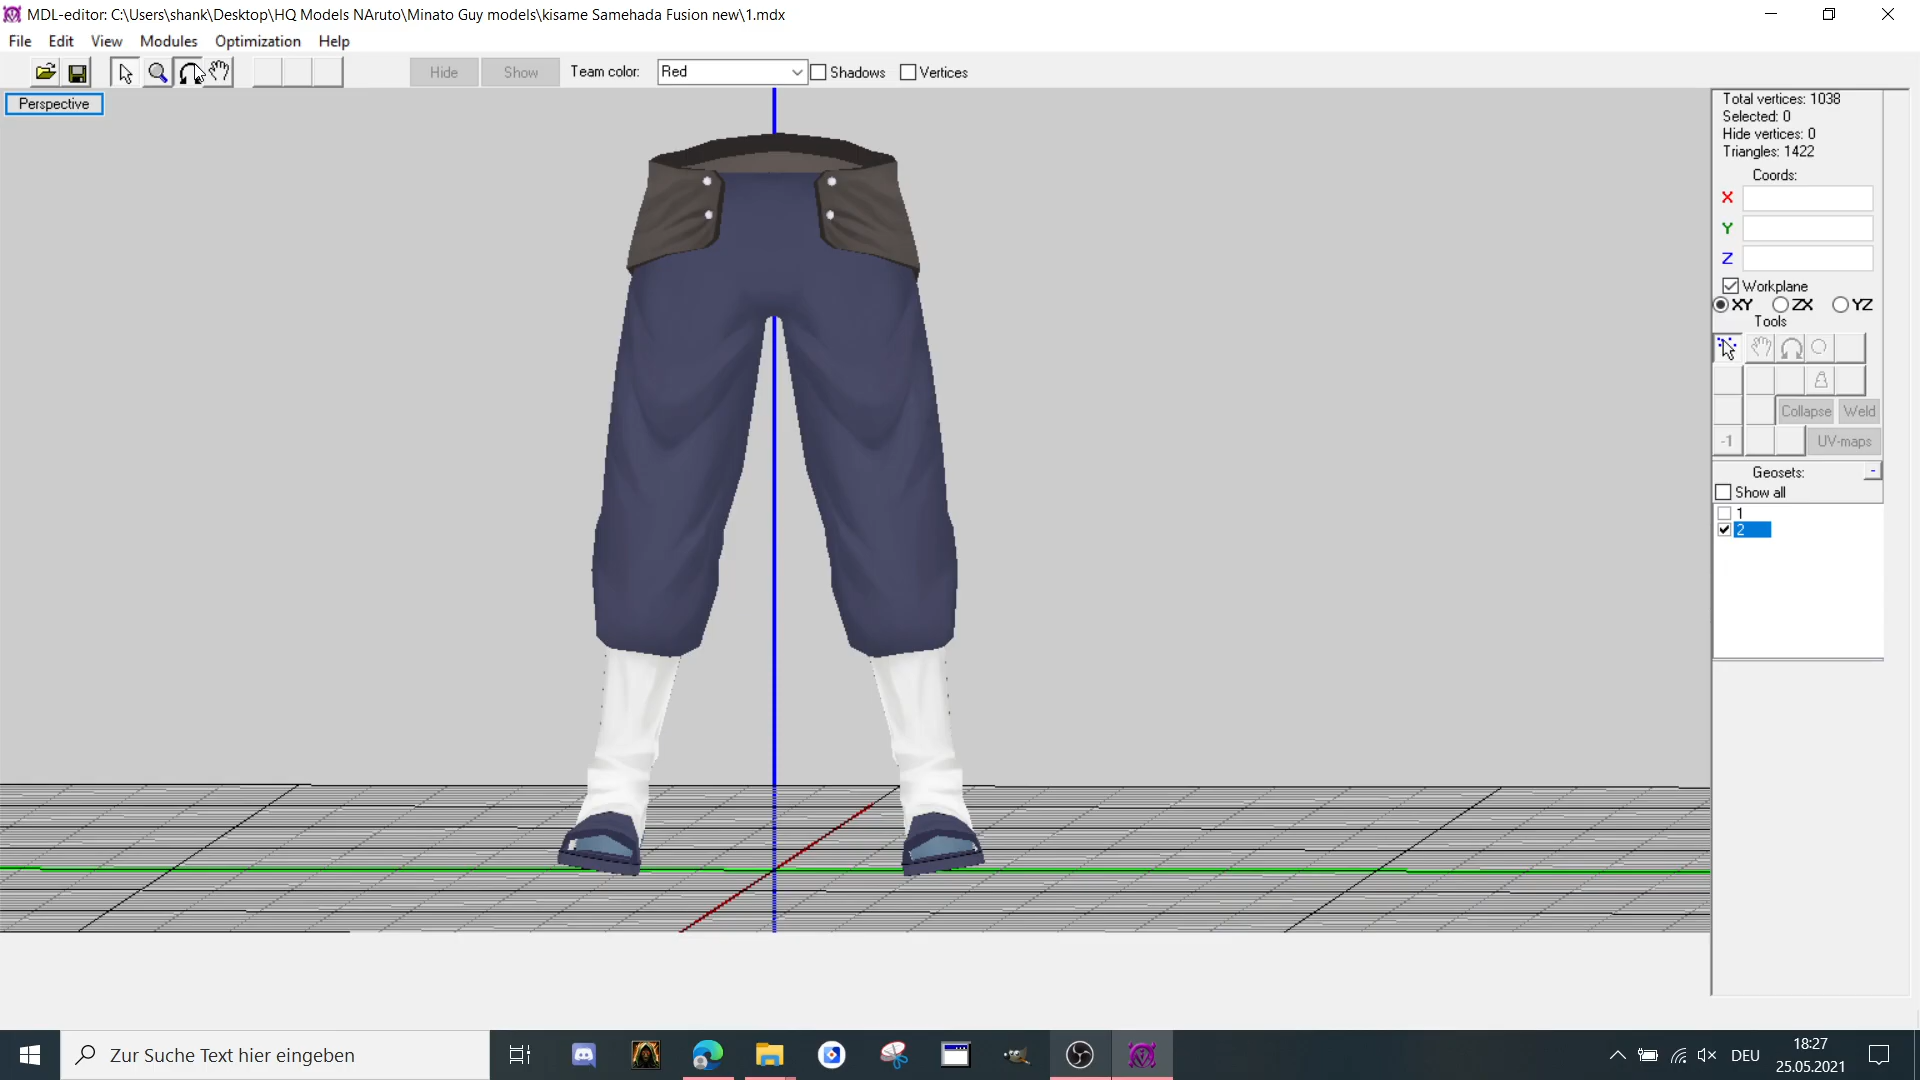 MDL-editor: C:\Users\shank\Desktop\HQ Models NAruto\Minato Guy models\kisame Samehada Fusion new\1.mdx
File Edit View Modules Optimization Help
Hide Show Team color: Red Shadows Vertices
Perspective
Total vertices: 1038
Selected: 0
Hide vertices: 0
Triangles: 1422
Coords:
X
Y
Z
Workplane
XY ZX YZ
Tools
Collapse Weld
-1 UV-maps
Geosets: -
Show all
1
2
Zur Suche Text hier eingeben
DEU
18:27
25.05.2021